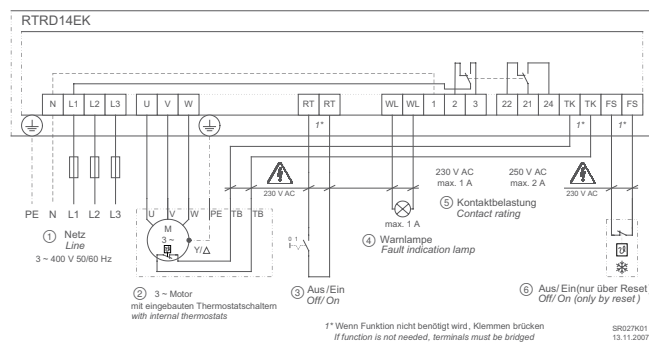 RTRD14EK
N L1 L2 L3 U V W RT RT WL WL 1 2 3 22 21 24 TK TK FS FS
1* 1* 1*
230 V AC
230 V AC
max. 1 A
250 V AC
max. 2 A
230 V AC
PE N L1 L2 L3
U V W PE TB TB
M
3 ~
Y/△
0 1
max. 1 A
ϑ
1 Netz
Line
3 ~ 400 V 50/60 Hz
2 3 ~ Motor
mit eingebauten Thermostatschaltern
with internal thermostats
3 Aus/Ein
Off/ On
4 Warnlampe
Fault indication lamp
5 Kontaktbelastung
Contact rating
6 Aus/Ein(nur über Reset
Off/ On (only by reset )
1* Wenn Funktion nicht benötigt wird, Klemmen brücken
If function is not needed, terminals must be bridged
SR027K01
13.11.2007